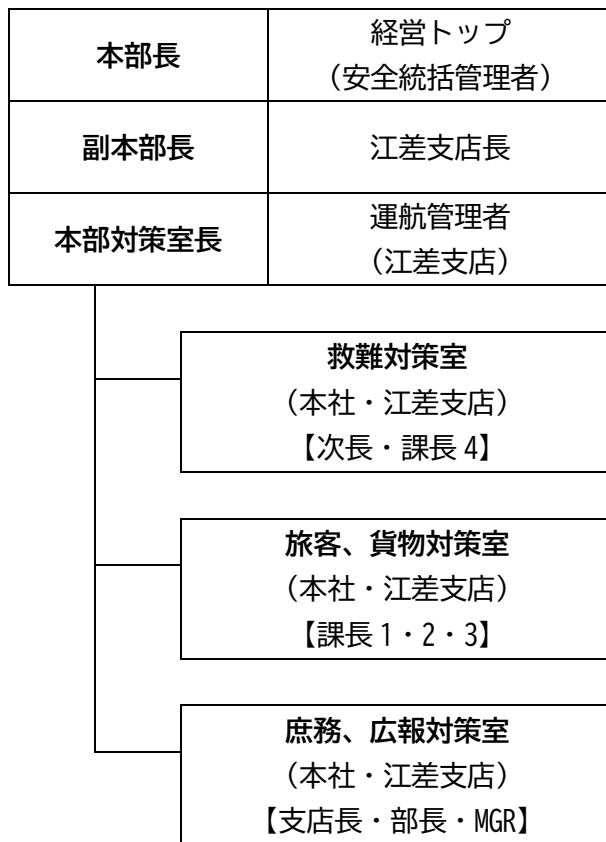 本部長
経営トップ
（安全統括管理者）
副本部長
江差支店長
本部対策室長
運航管理者
（江差支店）
救難対策室
（本社・江差支店）
【次長・課長4】
旅客、貨物対策室
（本社・江差支店）
【課長1・2・3】
庶務、広報対策室
（本社・江差支店）
【支店長・部長・MGR】